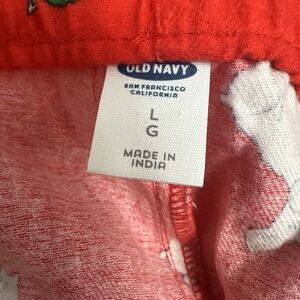 OLD NAVY
SAN FRANCISCO
CALIFORNIA
L
G
MADE IN
INDIA